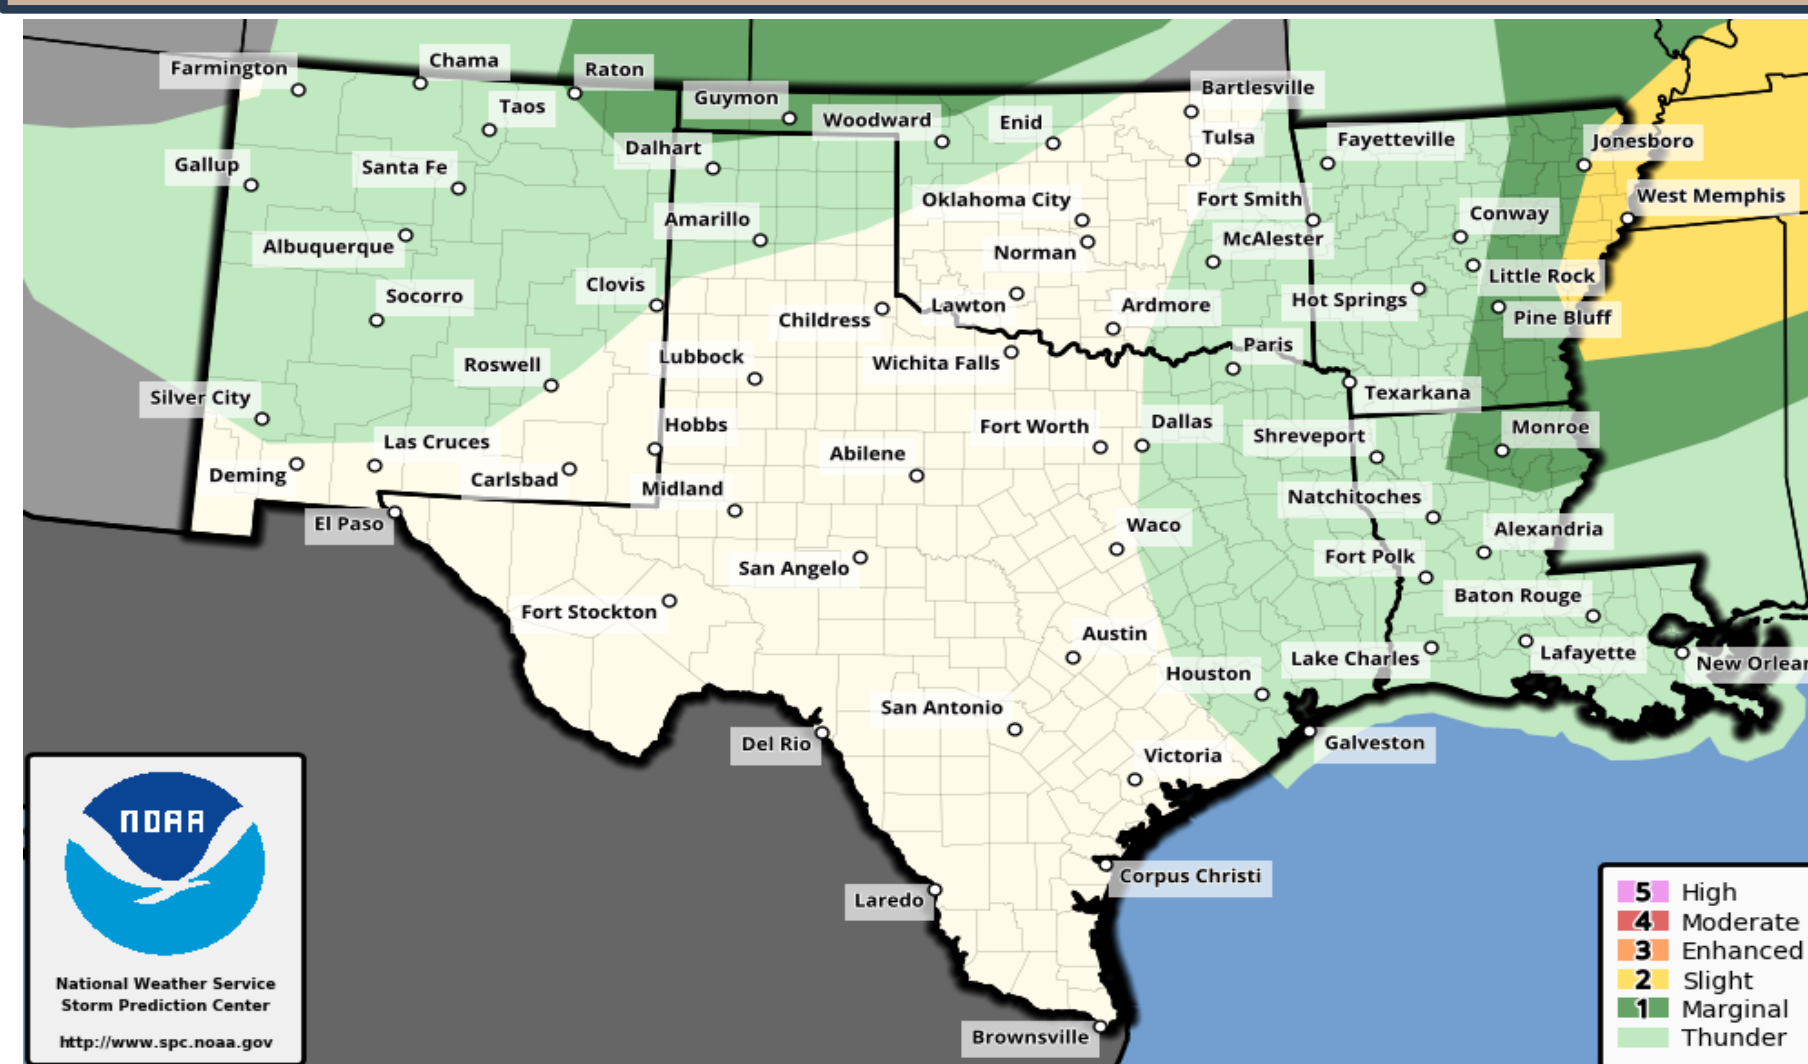 Farmington
Chama
Raton
Taos
Guymon
Woodward
Enid
Bartlesville
Tulsa
Fayetteville
Jonesboro
Gallup
Santa Fe
Dalhart
Oklahoma City
Fort Smith
Conway
West Memphis
Albuquerque
Amarillo
Norman
McAlester
Little Rock
Socorro
Clovis
Childress
Lawton
Ardmore
Hot Springs
Pine Bluff
Roswell
Lubbock
Wichita Falls
Paris
Texarkana
Silver City
Las Cruces
Hobbs
Abilene
Fort Worth
Dallas
Shreveport
Monroe
Deming
Carlsbad
Midland
Natchitoches
El Paso
San Angelo
Waco
Fort Polk
Alexandria
Fort Stockton
Austin
Baton Rouge
Houston
Lake Charles
Lafayette
New Orlear
Del Rio
San Antonio
Victoria
Galveston
Laredo
Corpus Christi
Brownsville
NOAA
National Weather Service
Storm Prediction Center
http://www.spc.noaa.gov
5 High
4 Moderate
3 Enhanced
2 Slight
1 Marginal
Thunder